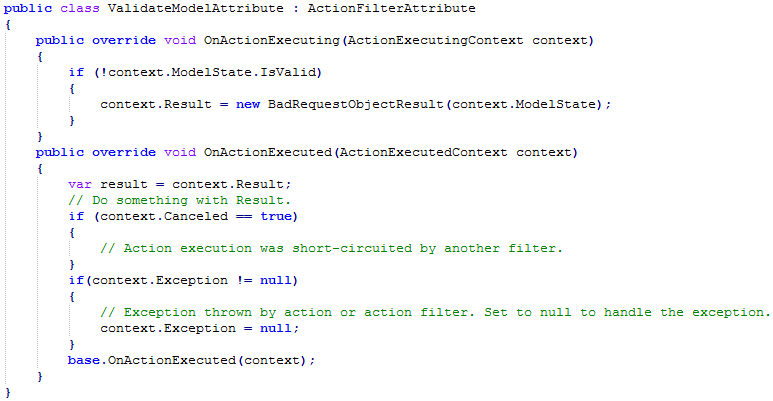 public class ValidateModelAttribute : ActionFilterAttribute
{
    public override void OnActionExecuting(ActionExecutingContext context)
    {
        if (!context.ModelState.IsValid)
        {
            context.Result = new BadRequestObjectResult(context.ModelState);
        }
    }
    public override void OnActionExecuted(ActionExecutedContext context)
    {
        var result = context.Result;
        // Do something with Result.
        if (context.Canceled == true)
        {
            // Action execution was short-circuited by another filter.
        }
        if(context.Exception != null)
        {
            // Exception thrown by action or action filter. Set to null to handle the exception.
            context.Exception = null;
        }
        base.OnActionExecuted(context);
    }
}